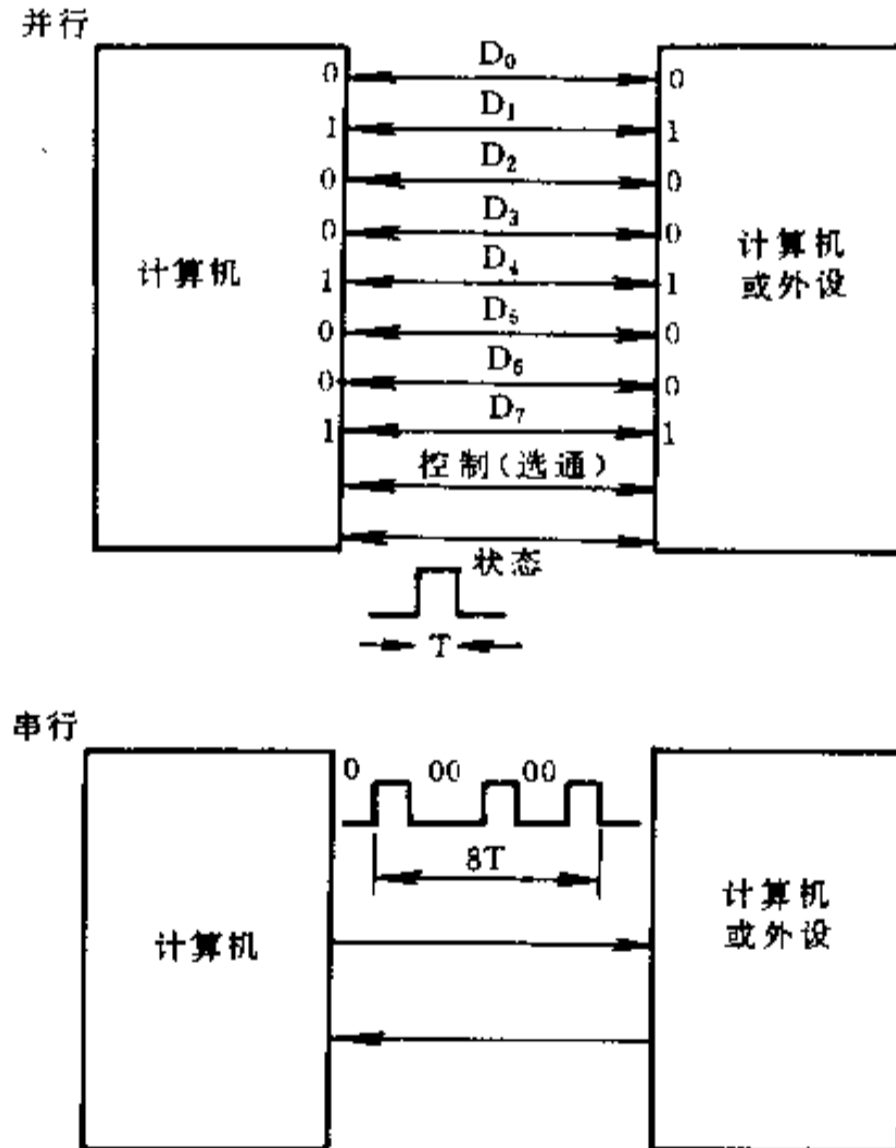 并行
D₀
0 0
D₁
1 1
D₂
0 0
D₃
0 0
D₄
1 1
D₅
0 0
D₆
0 0
D₇
1 1
计算机
计算机
或外设
控制(选通)
状态
T
串行
0 00 00
8T
计算机
计算机
或外设